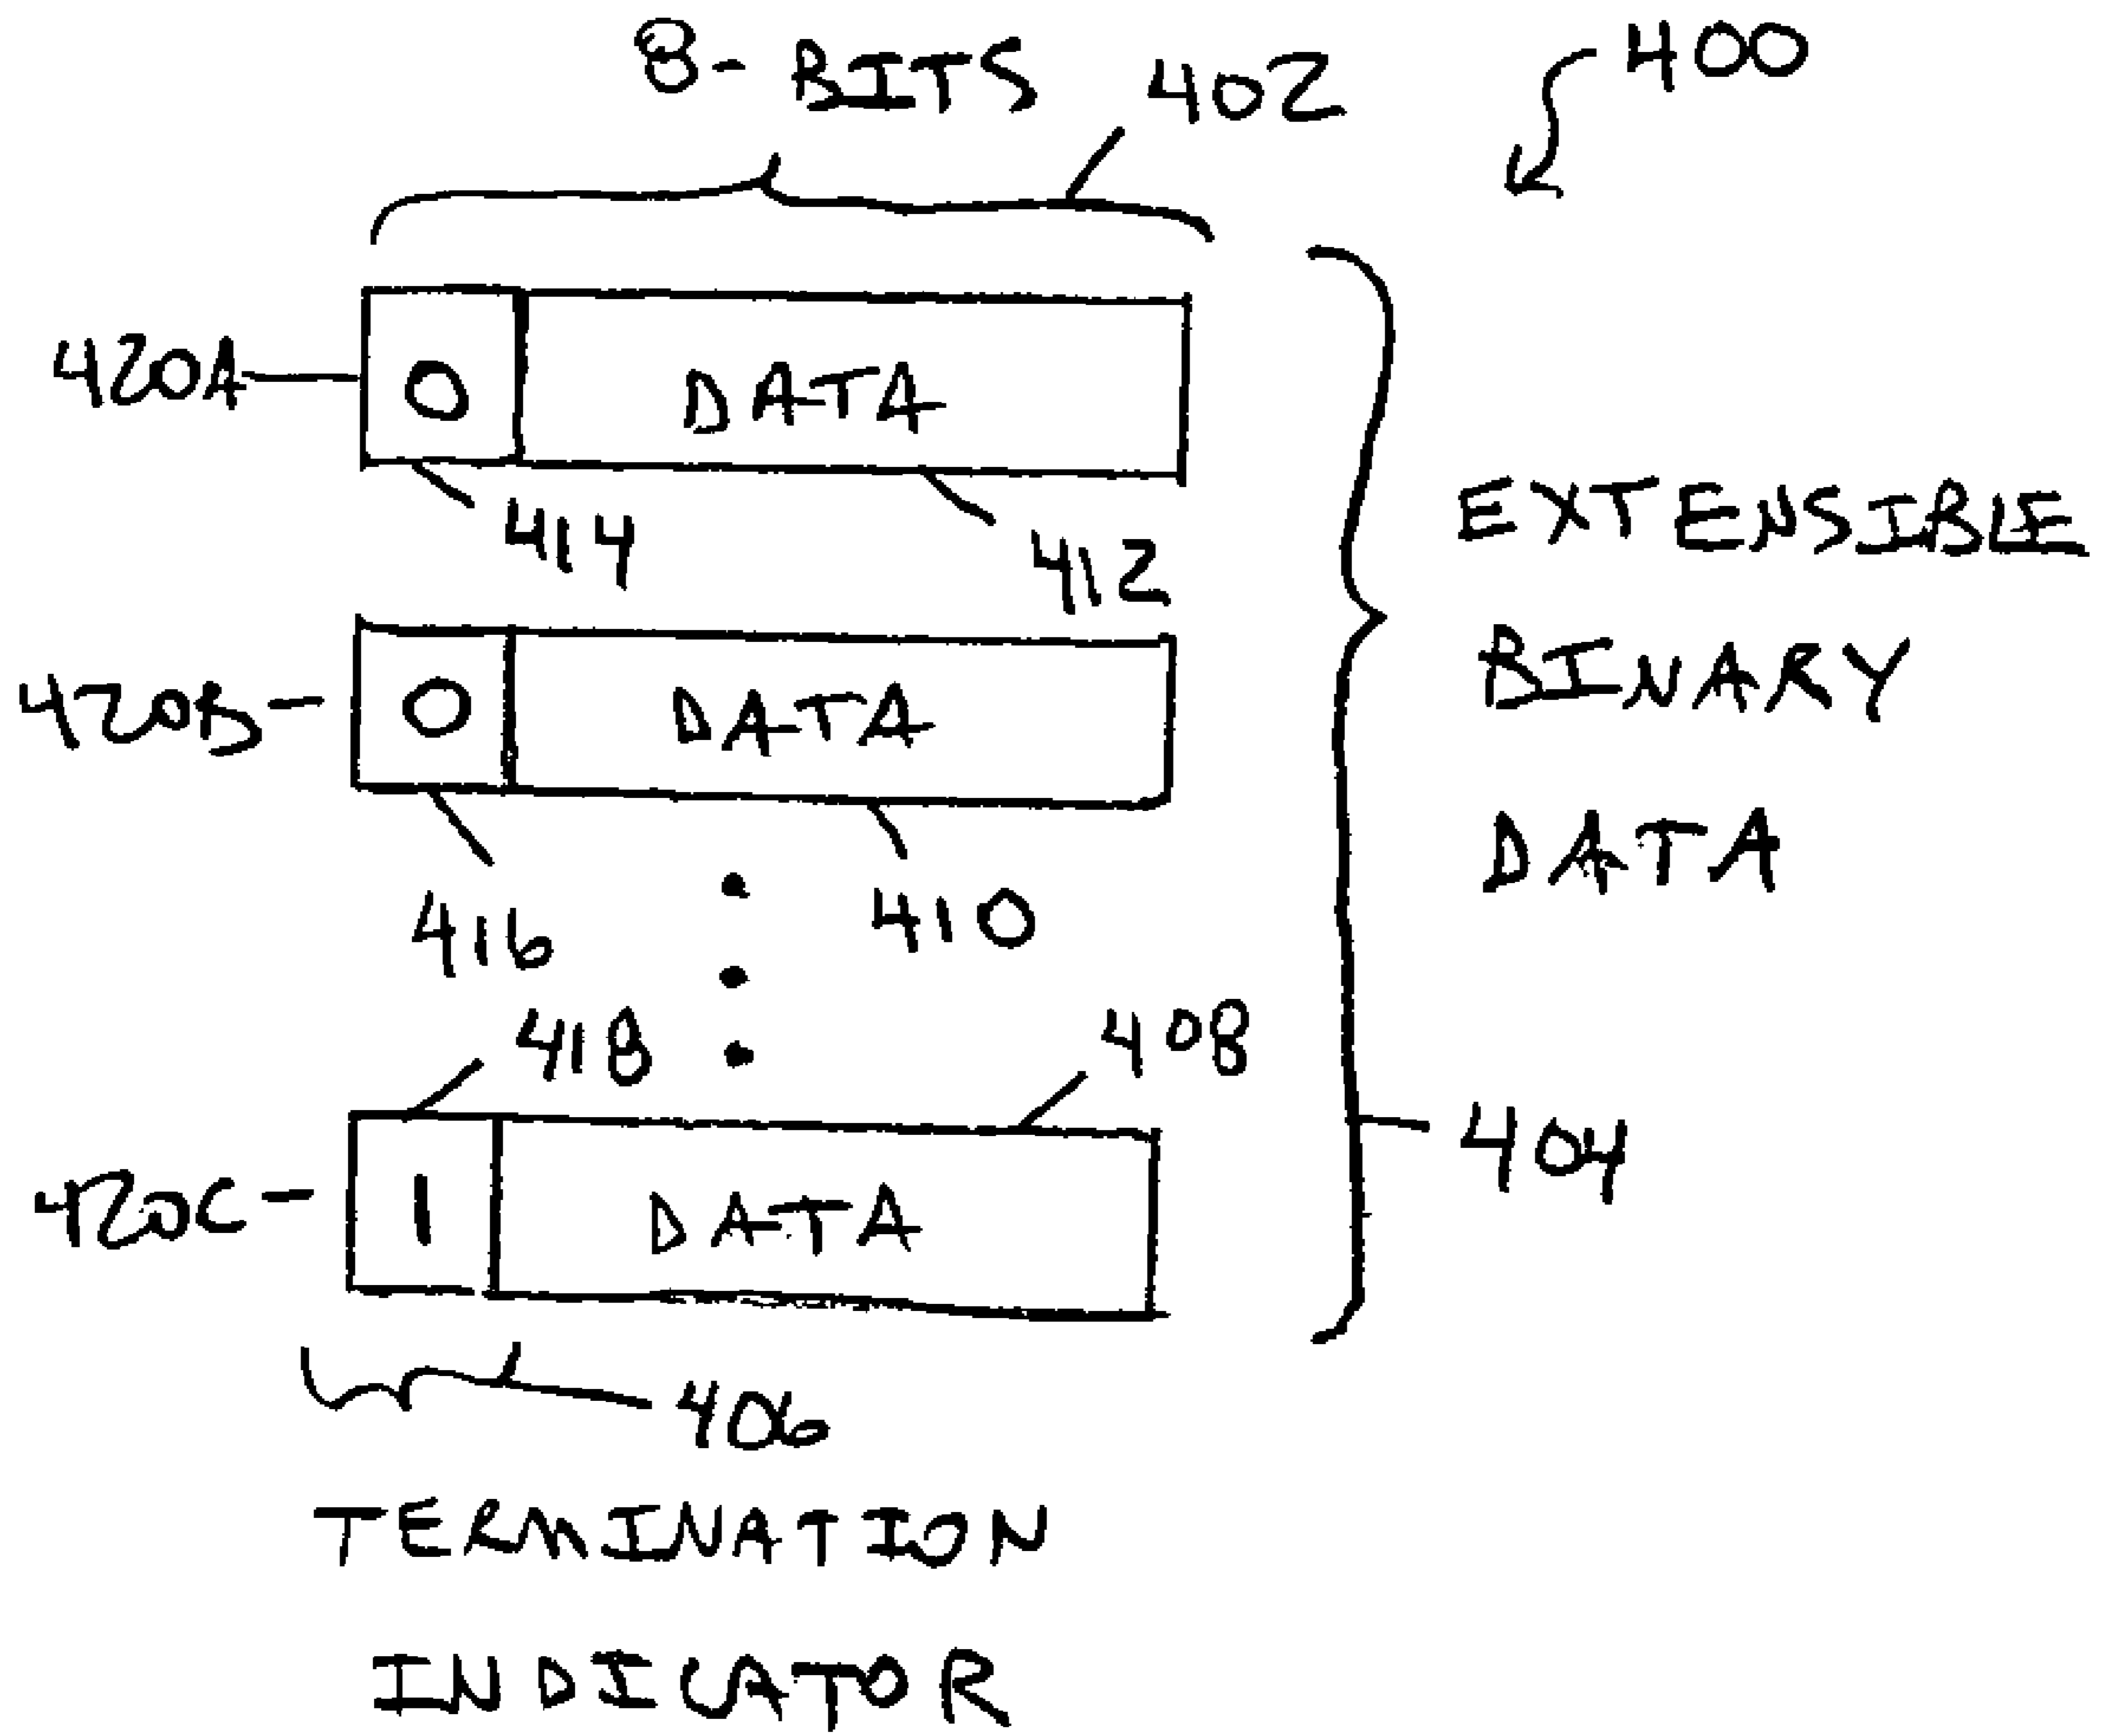 8-BITS 402 400
420A 0 DATA
414 412
EXTENSIBLE
420B 0 DATA
BINARY
DATA
416 410
418 408
404
420C 1 DATA
406
TERMINATION
INDICATOR